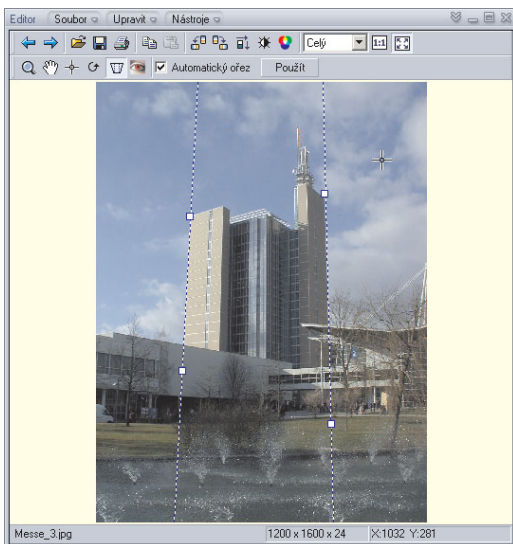 Editor Soubor Upravit Nástroje
Celý 1:1
Automatický ořez Použít
Messe_3.jpg 1200 x 1600 x 24 X:1032 Y:281